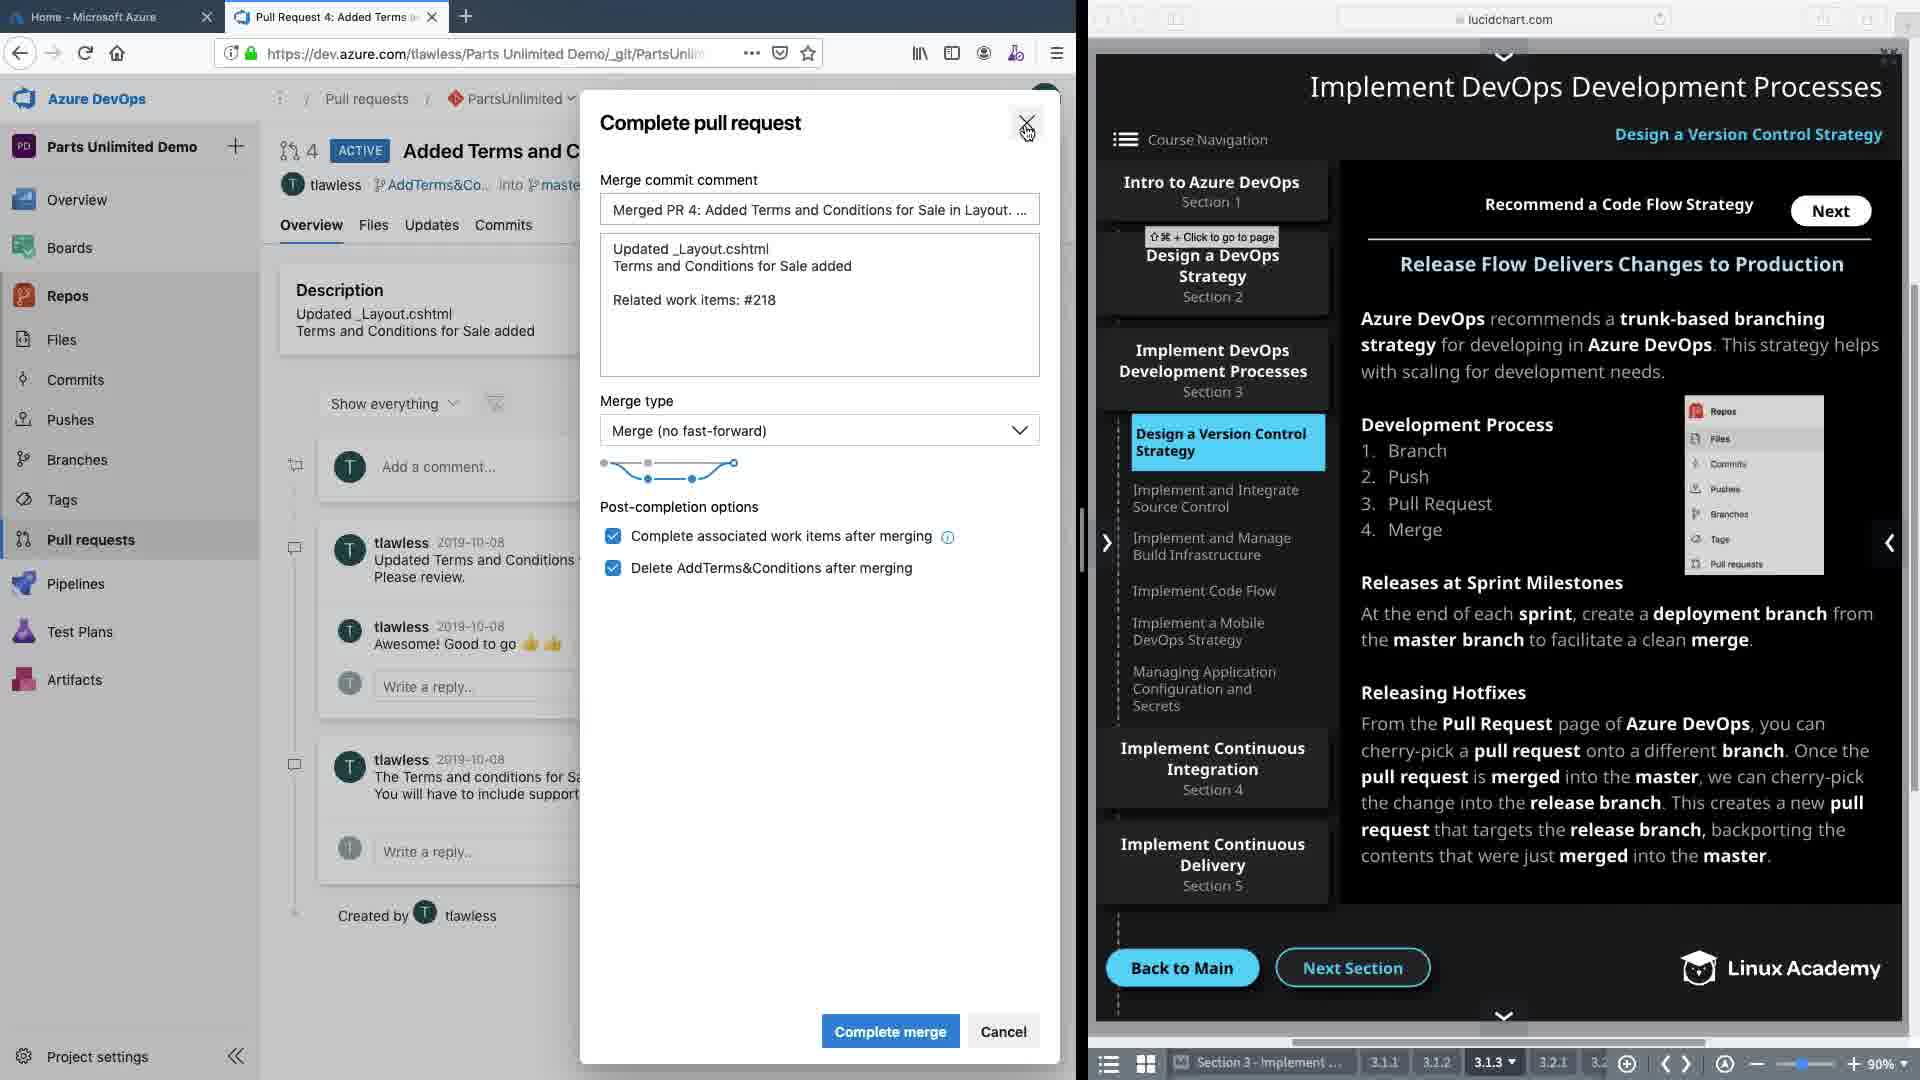 Home - Microsoft Azure
Pull Request 4: Added Terms
https://dev.azure.com/tlawless/Parts Unlimited Demo/_git/PartsUnlim
Azure DevOps
/ Pull requests / PartsUnlimited
PD Parts Unlimited Demo
Overview
Boards
Repos
Files
Commits
Pushes
Branches
Tags
Pull requests
Pipelines
Test Plans
Artifacts
Project settings
4 ACTIVE Added Terms and C
T tlawless AddTerms&Co... into maste
Overview Files Updates Commits
Description
Updated _Layout.cshtml
Terms and Conditions for Sale added
Show everything
T Add a comment...
T tlawless 2019-10-08
Updated Terms and Conditions
Please review.
T tlawless 2019-10-08
Awesome! Good to go 👍 👍
T Write a reply...
T tlawless 2019-10-08
The Terms and conditions for Sa
You will have to include support
T Write a reply...
Created by T tlawless
Complete pull request
Merge commit comment
Merged PR 4: Added Terms and Conditions for Sale in Layout. ...
Updated _Layout.cshtml
Terms and Conditions for Sale added
Related work items: #218
Merge type
Merge (no fast-forward)
Post-completion options
Complete associated work items after merging
Delete AddTerms&Conditions after merging
Complete merge
Cancel
lucidchart.com
Implement DevOps Development Processes
Course Navigation
Design a Version Control Strategy
Intro to Azure DevOps
Section 1
⇧⌘ + Click to go to page
Design a DevOps
Strategy
Section 2
Implement DevOps
Development Processes
Section 3
Design a Version Control
Strategy
Implement and Integrate
Source Control
Implement and Manage
Build Infrastructure
Implement Code Flow
Implement a Mobile
DevOps Strategy
Managing Application
Configuration and
Secrets
Implement Continuous
Integration
Section 4
Implement Continuous
Delivery
Section 5
Recommend a Code Flow Strategy
Next
Release Flow Delivers Changes to Production
Azure DevOps recommends a trunk-based branching
strategy for developing in Azure DevOps. This strategy helps
with scaling for development needs.
Development Process
1. Branch
2. Push
3. Pull Request
4. Merge
Repos
Files
Commits
Pushes
Branches
Tags
Pull requests
Releases at Sprint Milestones
At the end of each sprint, create a deployment branch from
the master branch to facilitate a clean merge.
Releasing Hotfixes
From the Pull Request page of Azure DevOps, you can
cherry-pick a pull request onto a different branch. Once the
pull request is merged into the master, we can cherry-pick
the change into the release branch. This creates a new pull
request that targets the release branch, backporting the
contents that were just merged into the master.
Back to Main
Next Section
Linux Academy
Section 3 - Implement ... 3.1.1 3.1.2 3.1.3 3.2.1 3.2
90%